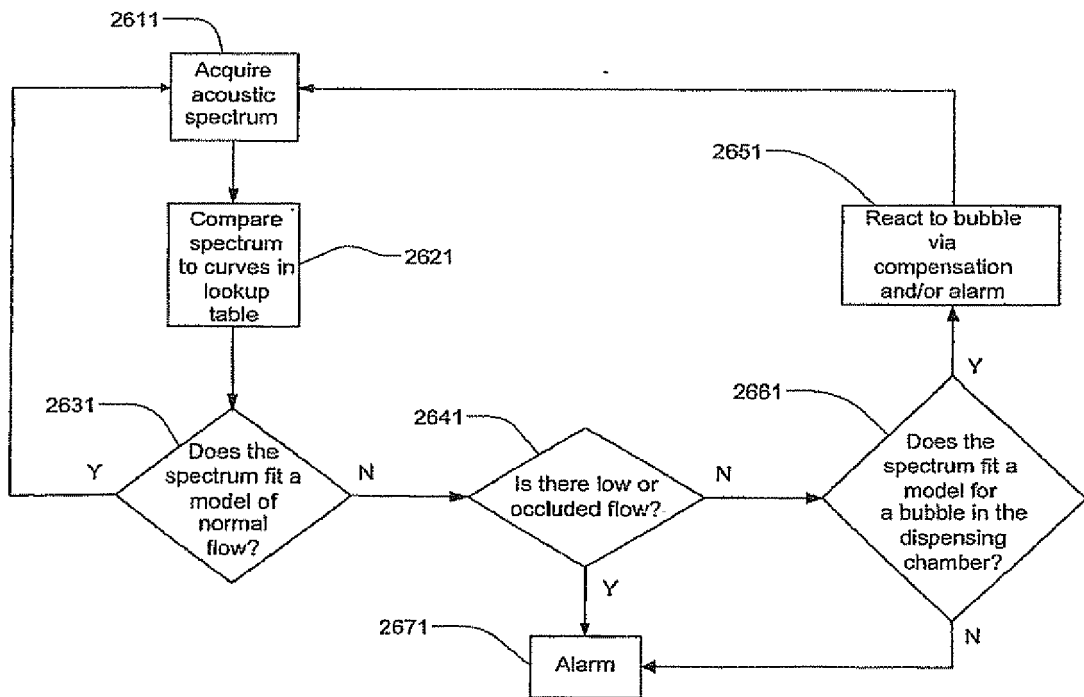 2611
Acquire
acoustic
spectrum
2651
Compare
spectrum
to curves in
lookup
table
2621
React to bubble
via
compensation
and/or alarm
2631
Does the
spectrum fit a
model of
normal
flow?
Y
N
2641
Is there low or
occluded flow?
N
Y
2661
Does the
spectrum fit a
model for
a bubble in the
dispensing
chamber?
Y
N
2671
Alarm